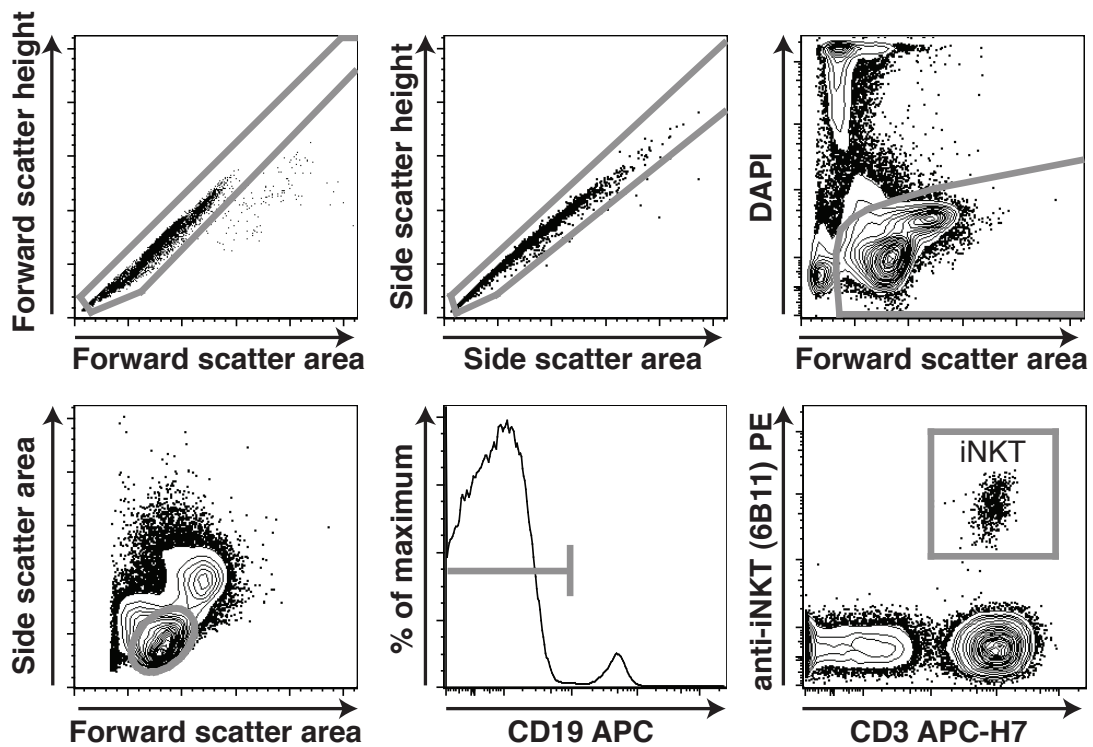 Forward scatter height
Forward scatter area
Side scatter height
Side scatter area
DAPI
Forward scatter area
Side scatter area
Forward scatter area
% of maximum
CD19 APC
anti-iNKT (6B11) PE
iNKT
CD3 APC-H7